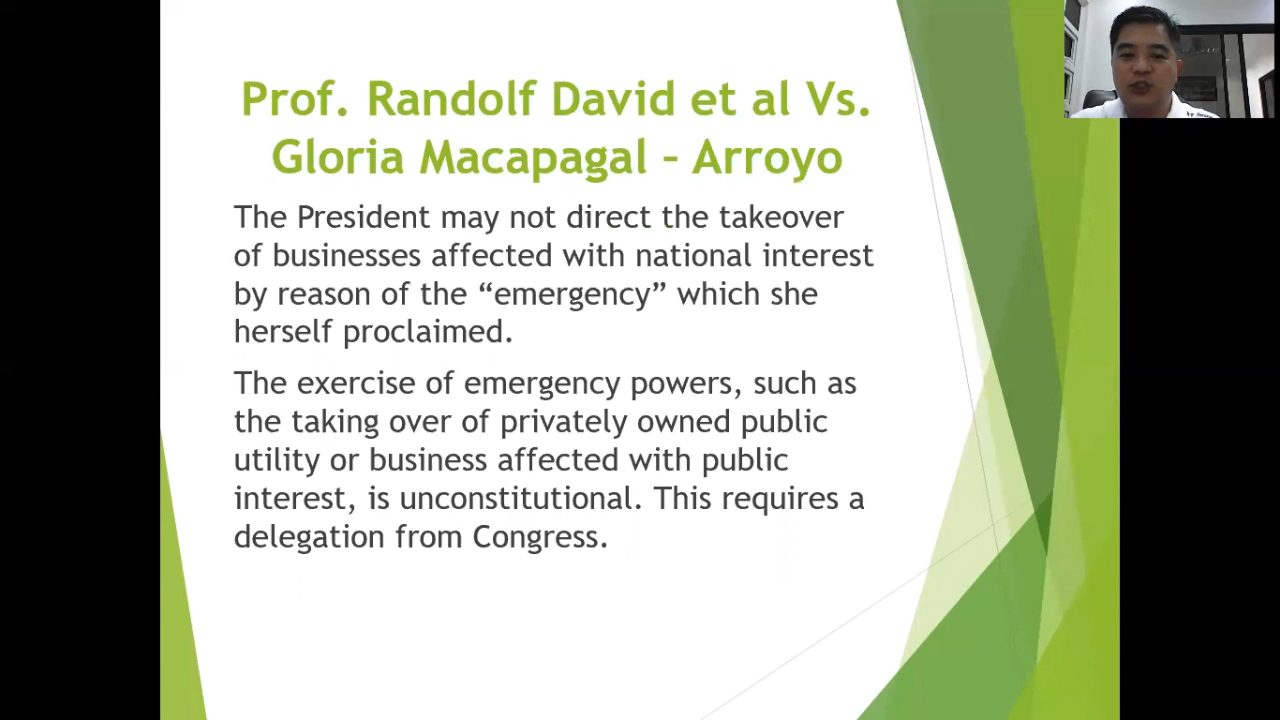 Prof. Randolf David et al Vs.
Gloria Macapagal – Arroyo
The President may not direct the takeover
of businesses affected with national interest
by reason of the “emergency” which she
herself proclaimed.
The exercise of emergency powers, such as
the taking over of privately owned public
utility or business affected with public
interest, is unconstitutional. This requires a
delegation from Congress.